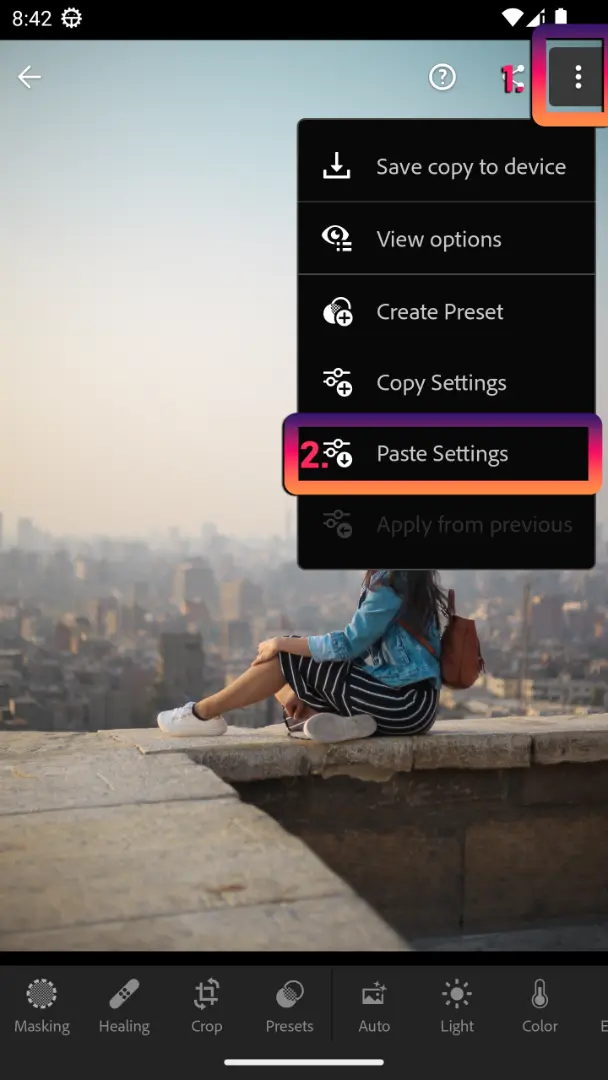 8:42
1.
Save copy to device
View options
Create Preset
Copy Settings
2. Paste Settings
Apply from previous
Masking Healing Crop Presets Auto Light Color E